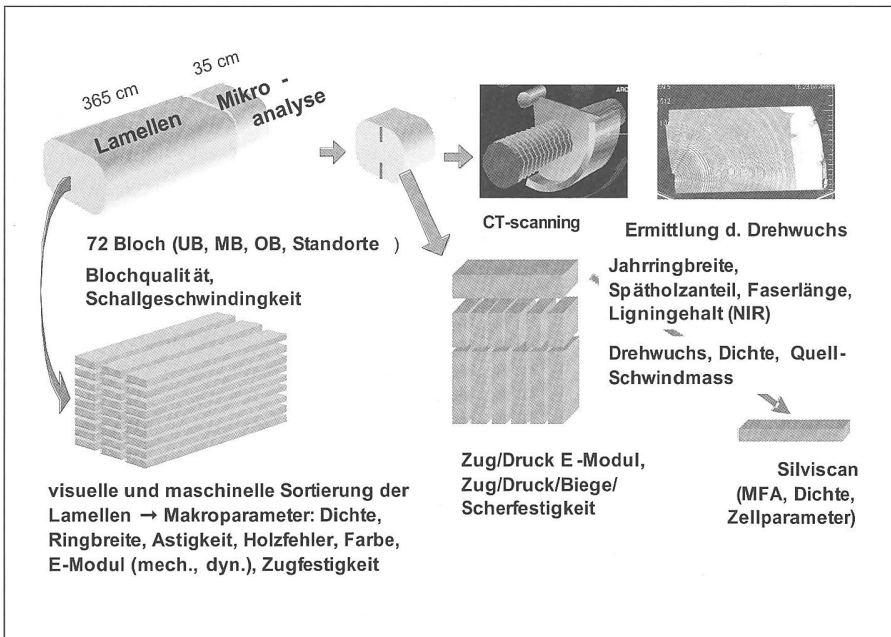 365 cm
35 cm
Lamellen
Mikro -
analyse
CT-scanning
Ermittlung d. Drehwuchs
72 Bloch (UB, MB, OB, Standorte )
Blochqualität,
Schallgeschwindingkeit
Jahrringbreite,
Spätholzanteil, Faserlänge,
Ligningehalt (NIR)
Drehwuchs, Dichte, Quell-
Schwindmass
Zug/Druck E-Modul,
Zug/Druck/Biege/
Scherfestigkeit
Silviscan
(MFA, Dichte,
Zellparameter)
visuelle und maschinelle Sortierung der
Lamellen → Makroparameter: Dichte,
Ringbreite, Astigkeit, Holzfehler, Farbe,
E-Modul (mech., dyn.), Zugfestigkeit